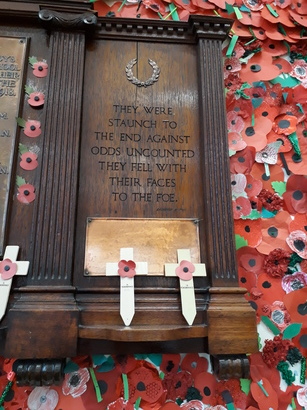 THEY WERE
STAUNCH TO
THE END AGAINST
ODDS UNCOUNTED
THEY FELL WITH
THEIR FACES
TO THE FOE.